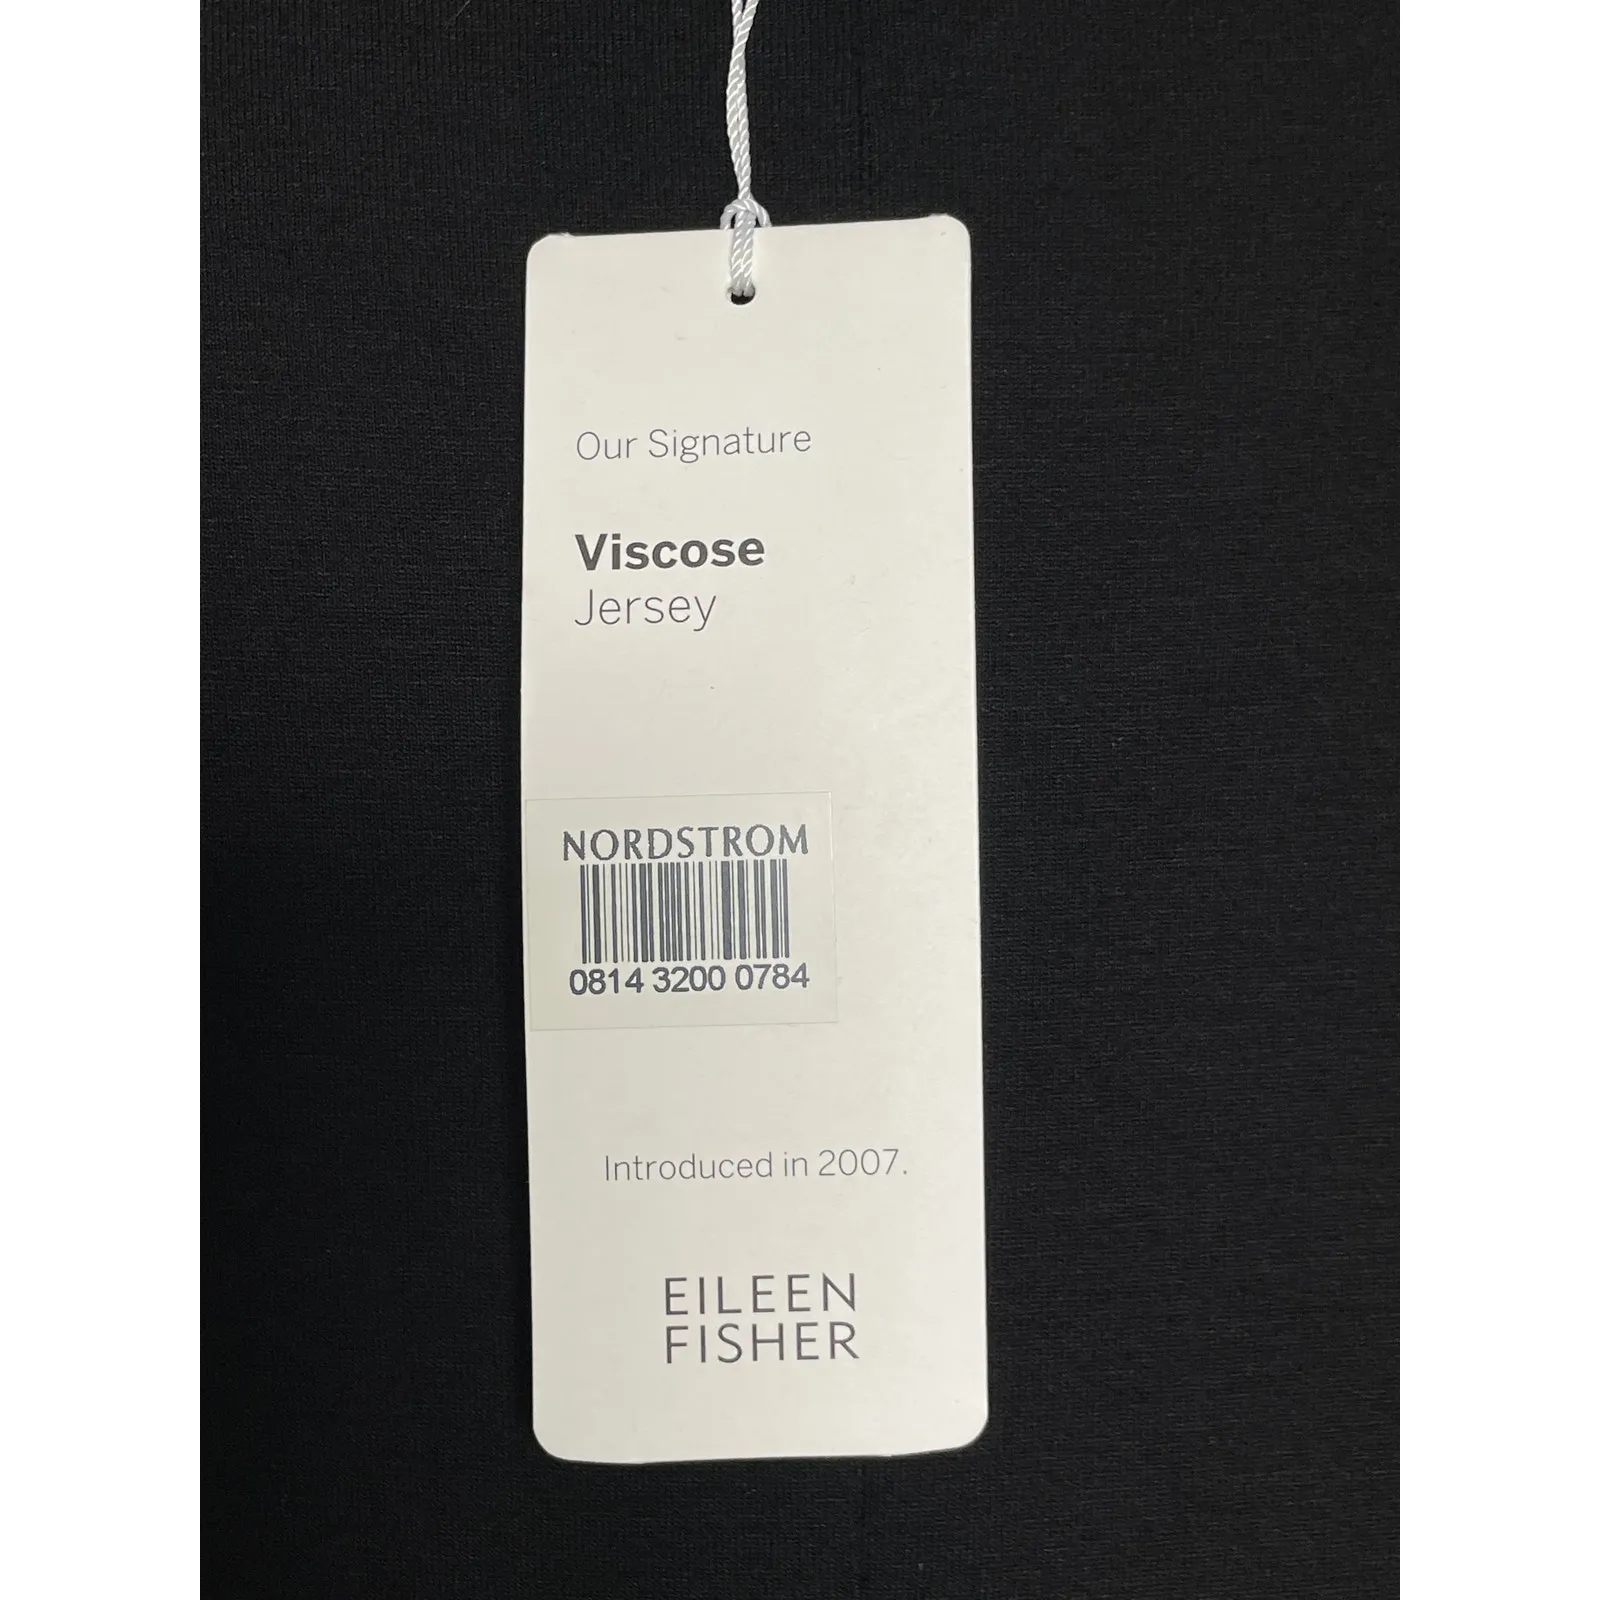 Our Signature
Viscose
Jersey
NORDSTROM
0814 3200 0784
Introduced in 2007.
EILEEN
FISHER